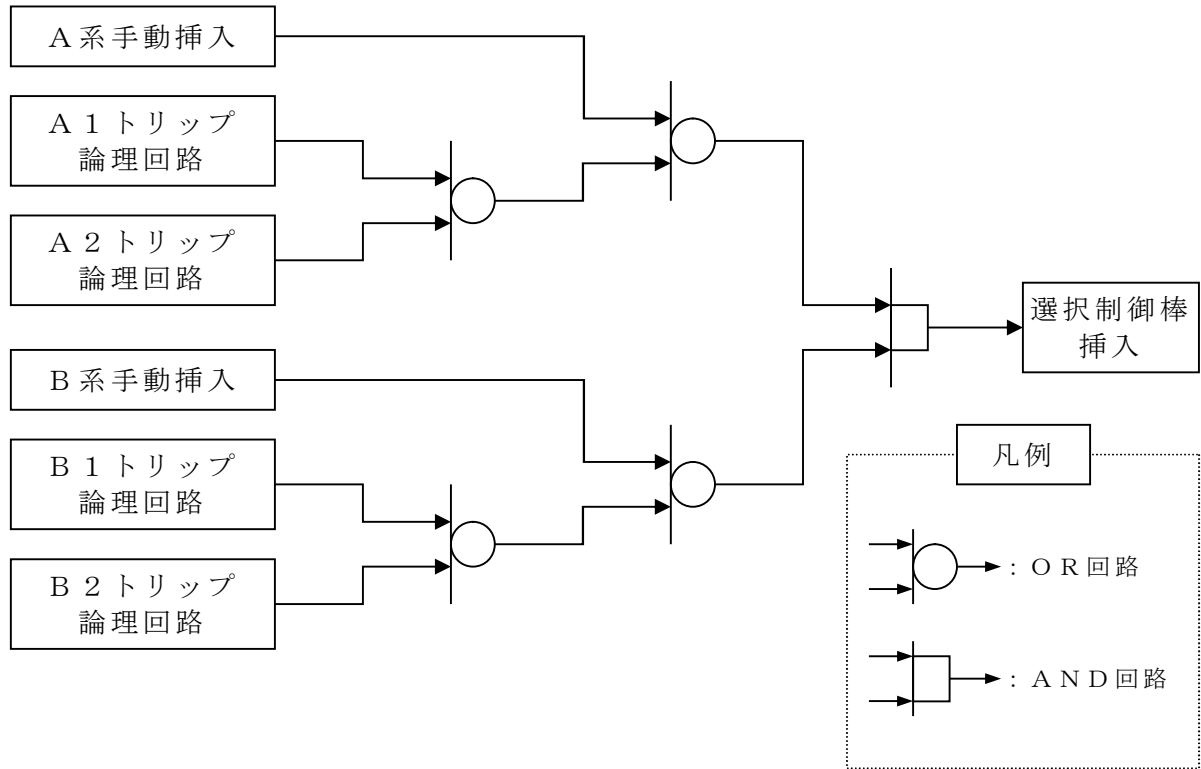 A系手動挿入
A1トリップ
論理回路
A2トリップ
論理回路
B系手動挿入
B1トリップ
論理回路
B2トリップ
論理回路
選択制御棒
挿入
凡例
:OR回路
:AND回路